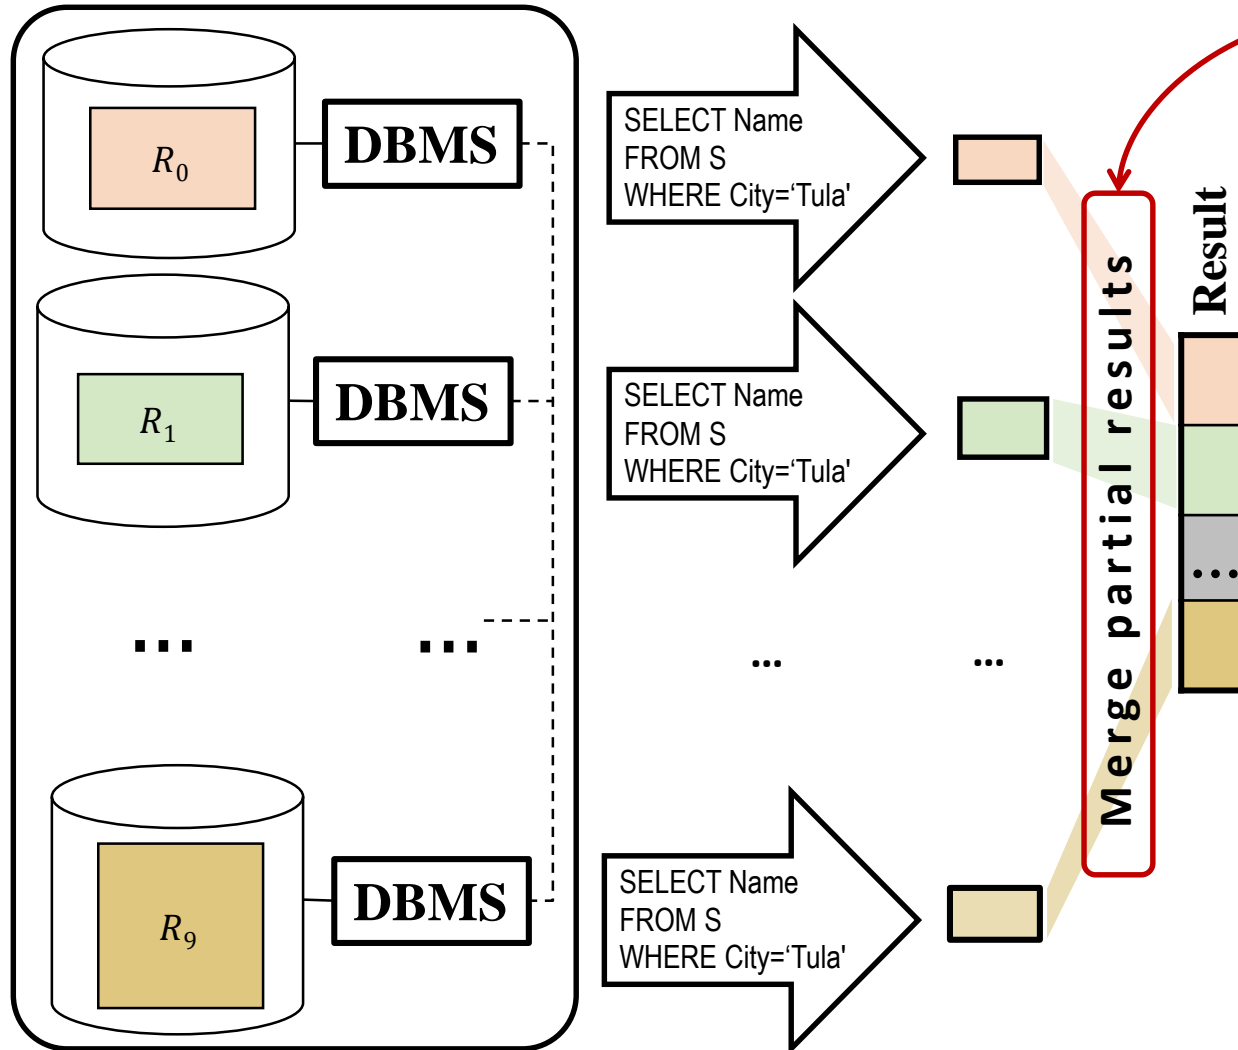 R0
DBMS
SELECT Name
FROM S
WHERE City=‘Tula'
R1
DBMS
SELECT Name
FROM S
WHERE City=‘Tula'
...
...
...
...
R9
DBMS
SELECT Name
FROM S
WHERE City=‘Tula'
Merge partial results
Result
...